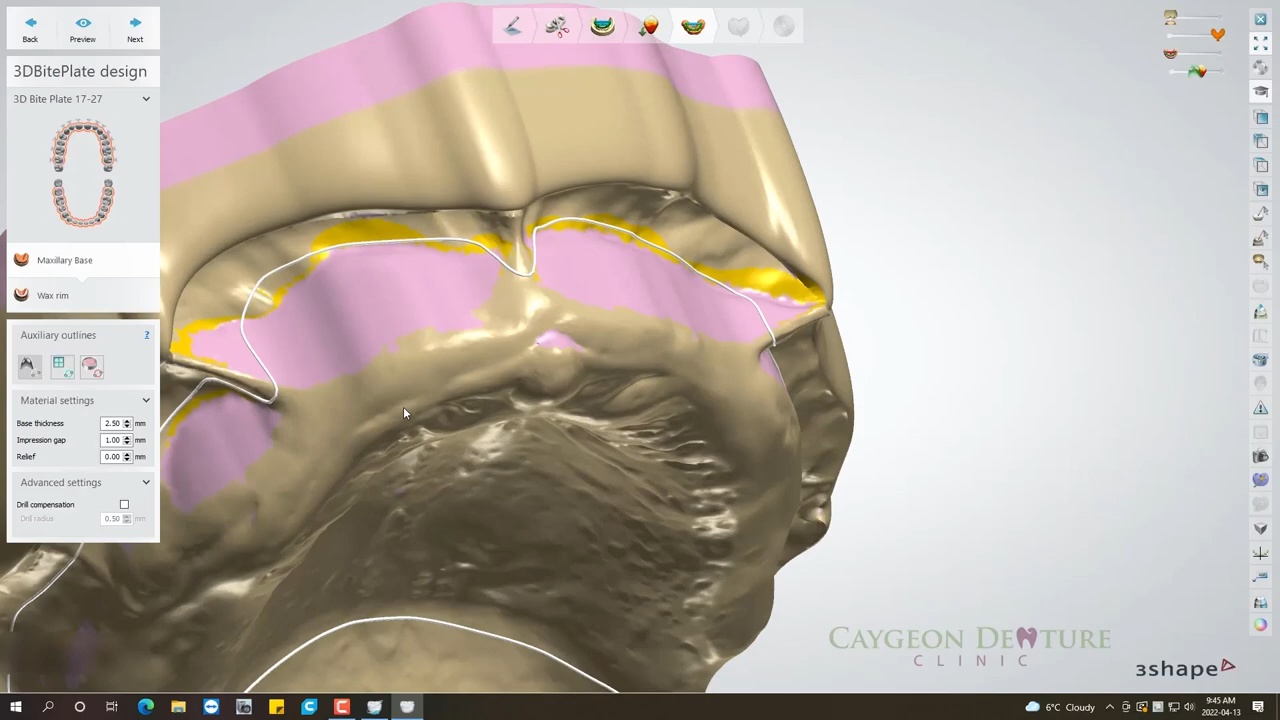 Back
Preview
Next
3DBitePlate design
3D Bite Plate 17-27
Maxillary Base
Wax rim
Auxiliary outlines
?
Material settings
Base thickness 2.50 mm
Impression gap 1.00 mm
Relief 0.00 mm
Advanced settings
Drill compensation
Drill radius 0.50 mm
CAYGEON DENTURE
CLINIC
3shape
6°C Cloudy
9:45 AM
2022-04-13